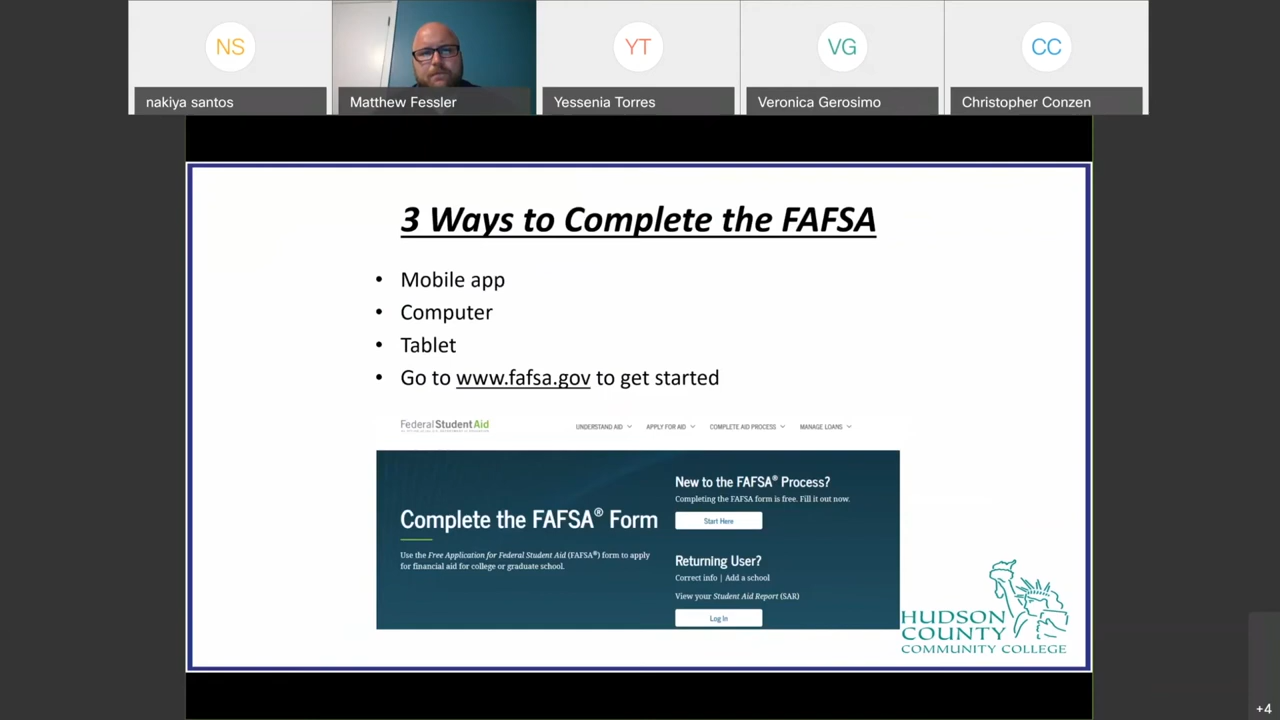 NS
YT
VG
CC
nakiya santos
Matthew Fessler
Yessenia Torres
Veronica Gerosimo
Christopher Conzen
3 Ways to Complete the FAFSA
• Mobile app
• Computer
• Tablet
• Go to www.fafsa.gov to get started
Federal Student Aid
UNDERSTAND AID
APPLY FOR AID
COMPLETE AID PROCESS
MANAGE LOANS
New to the FAFSA® Process?
Completing the FAFSA form is free. Fill it out now.
Start Here
Complete the FAFSA® Form
Use the Free Application for Federal Student Aid (FAFSA®) form to apply
for financial aid for college or graduate school.
Returning User?
Correct info | Add a school
View your Student Aid Report (SAR)
Log In
HUDSON
COUNTY
COMMUNITY COLLEGE
+4